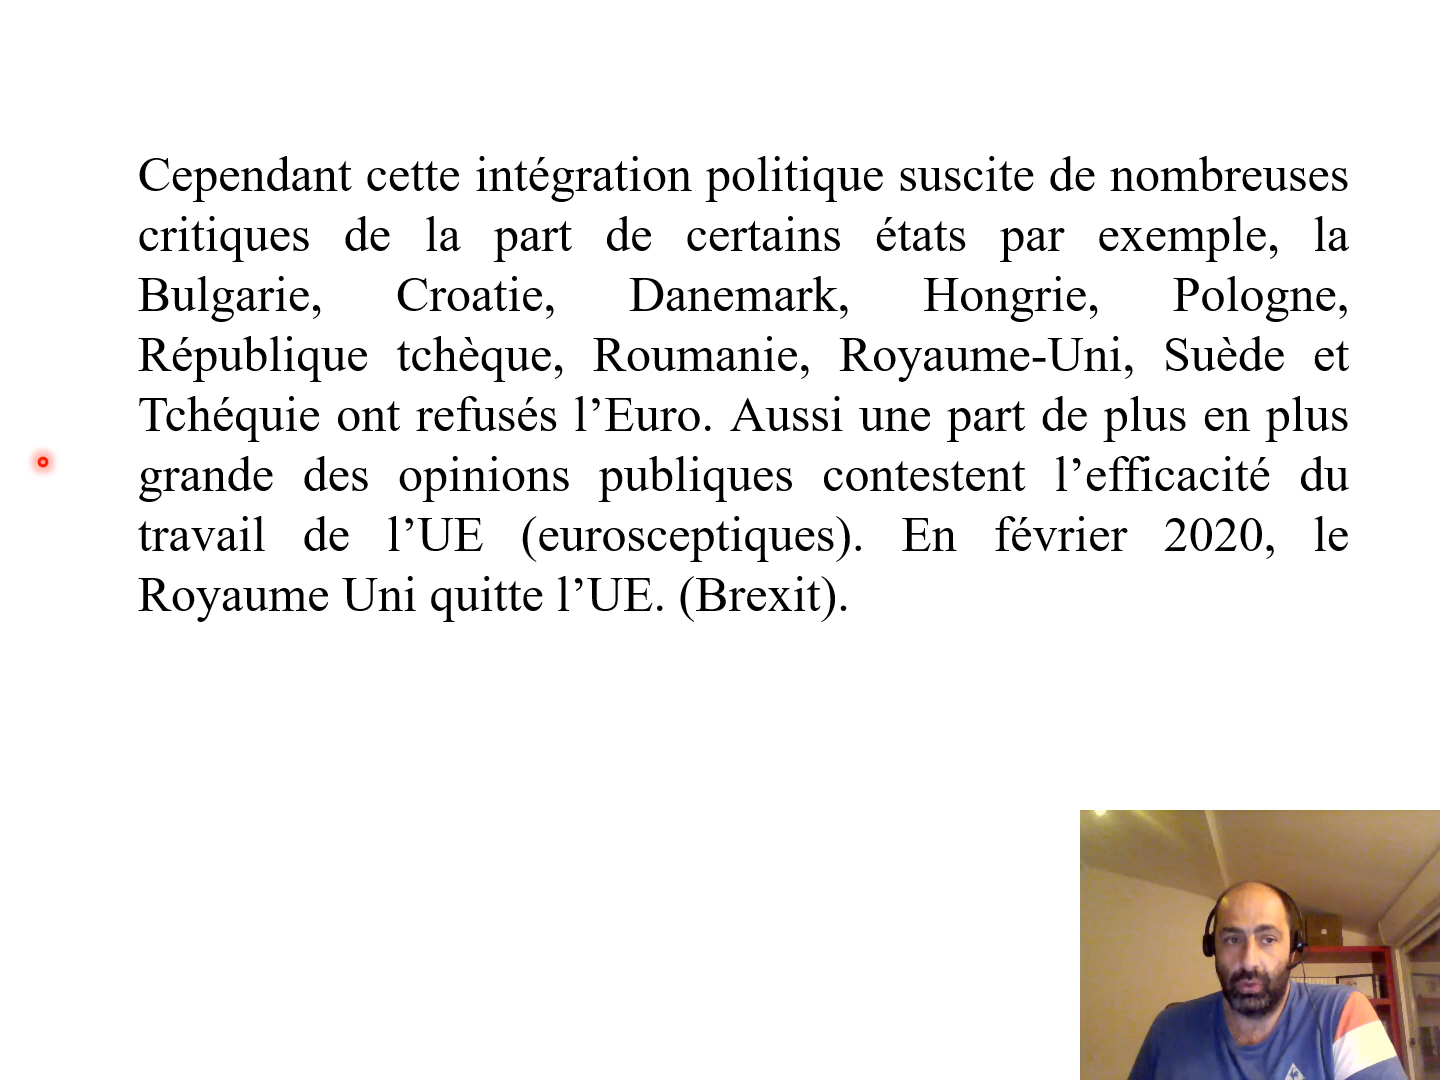 Cependant cette intégration politique suscite de nombreuses
critiques de la part de certains états par exemple, la
Bulgarie, Croatie, Danemark, Hongrie, Pologne,
République tchèque, Roumanie, Royaume-Uni, Suède et
Tchéquie ont refusés l’Euro. Aussi une part de plus en plus
grande des opinions publiques contestent l’efficacité du
travail de l’UE (eurosceptiques). En février 2020, le
Royaume Uni quitte l’UE. (Brexit).